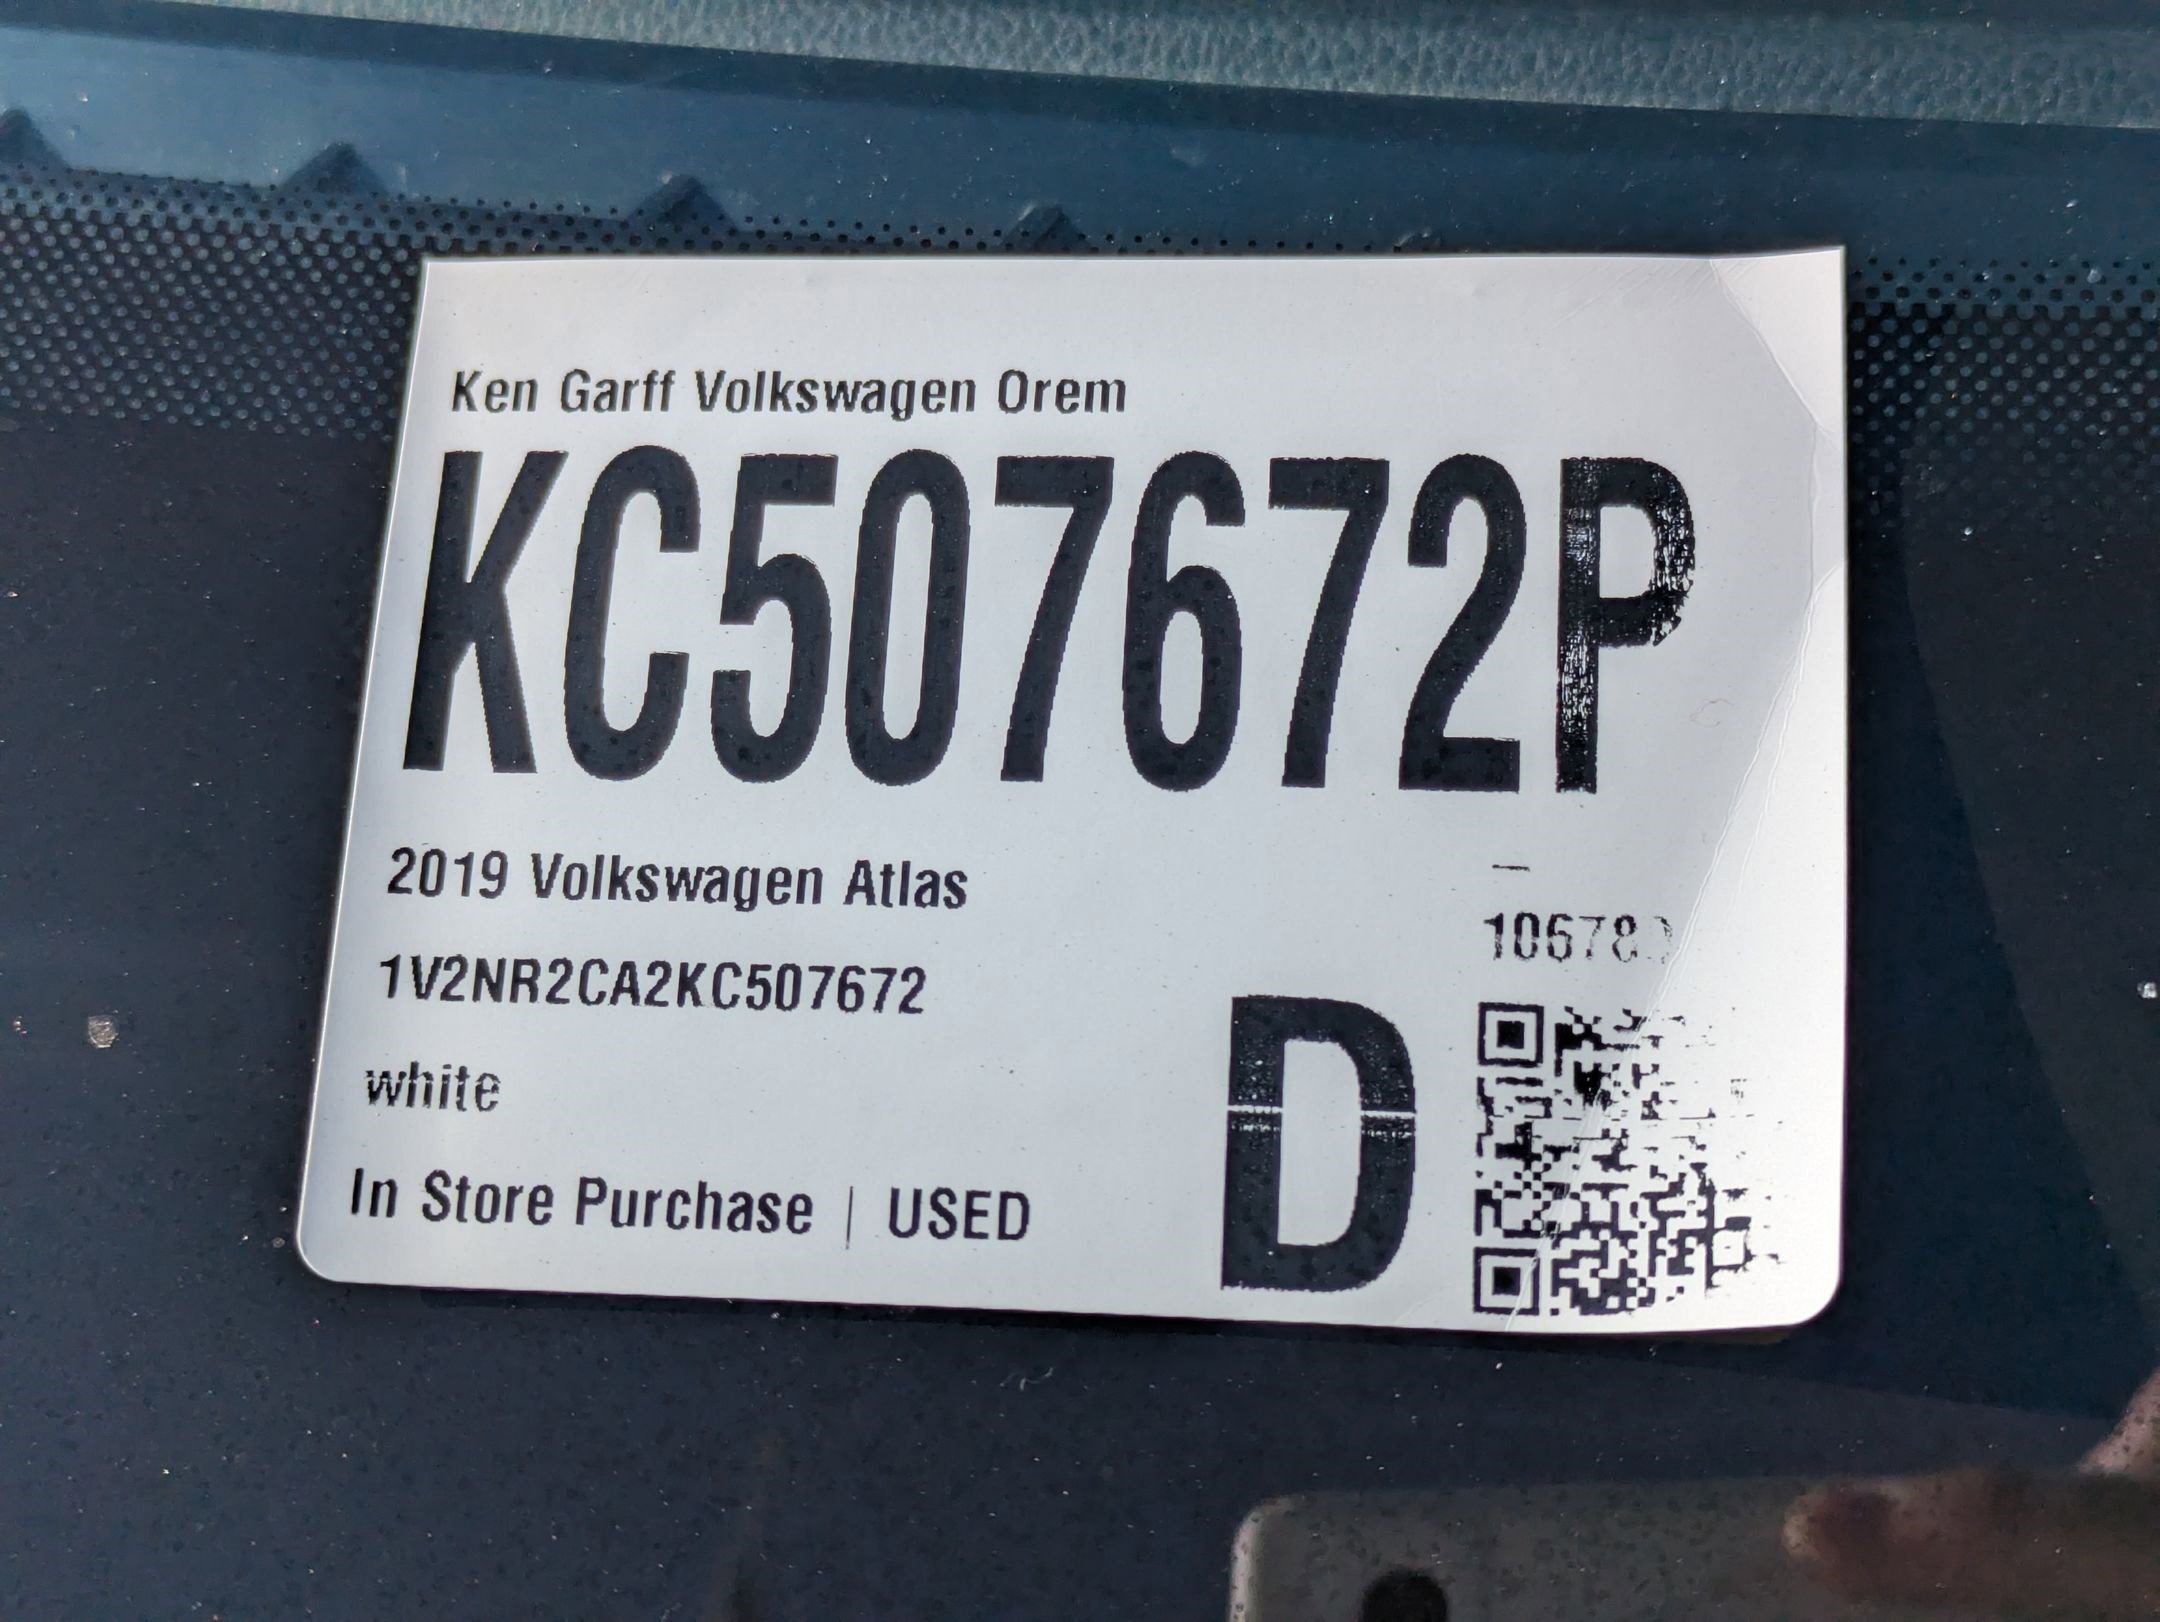 Ken Garff Volkswagen Orem
KC507672P
2019 Volkswagen Atlas
1V2NR2CA2KC507672
white
In Store Purchase | USED
–
D